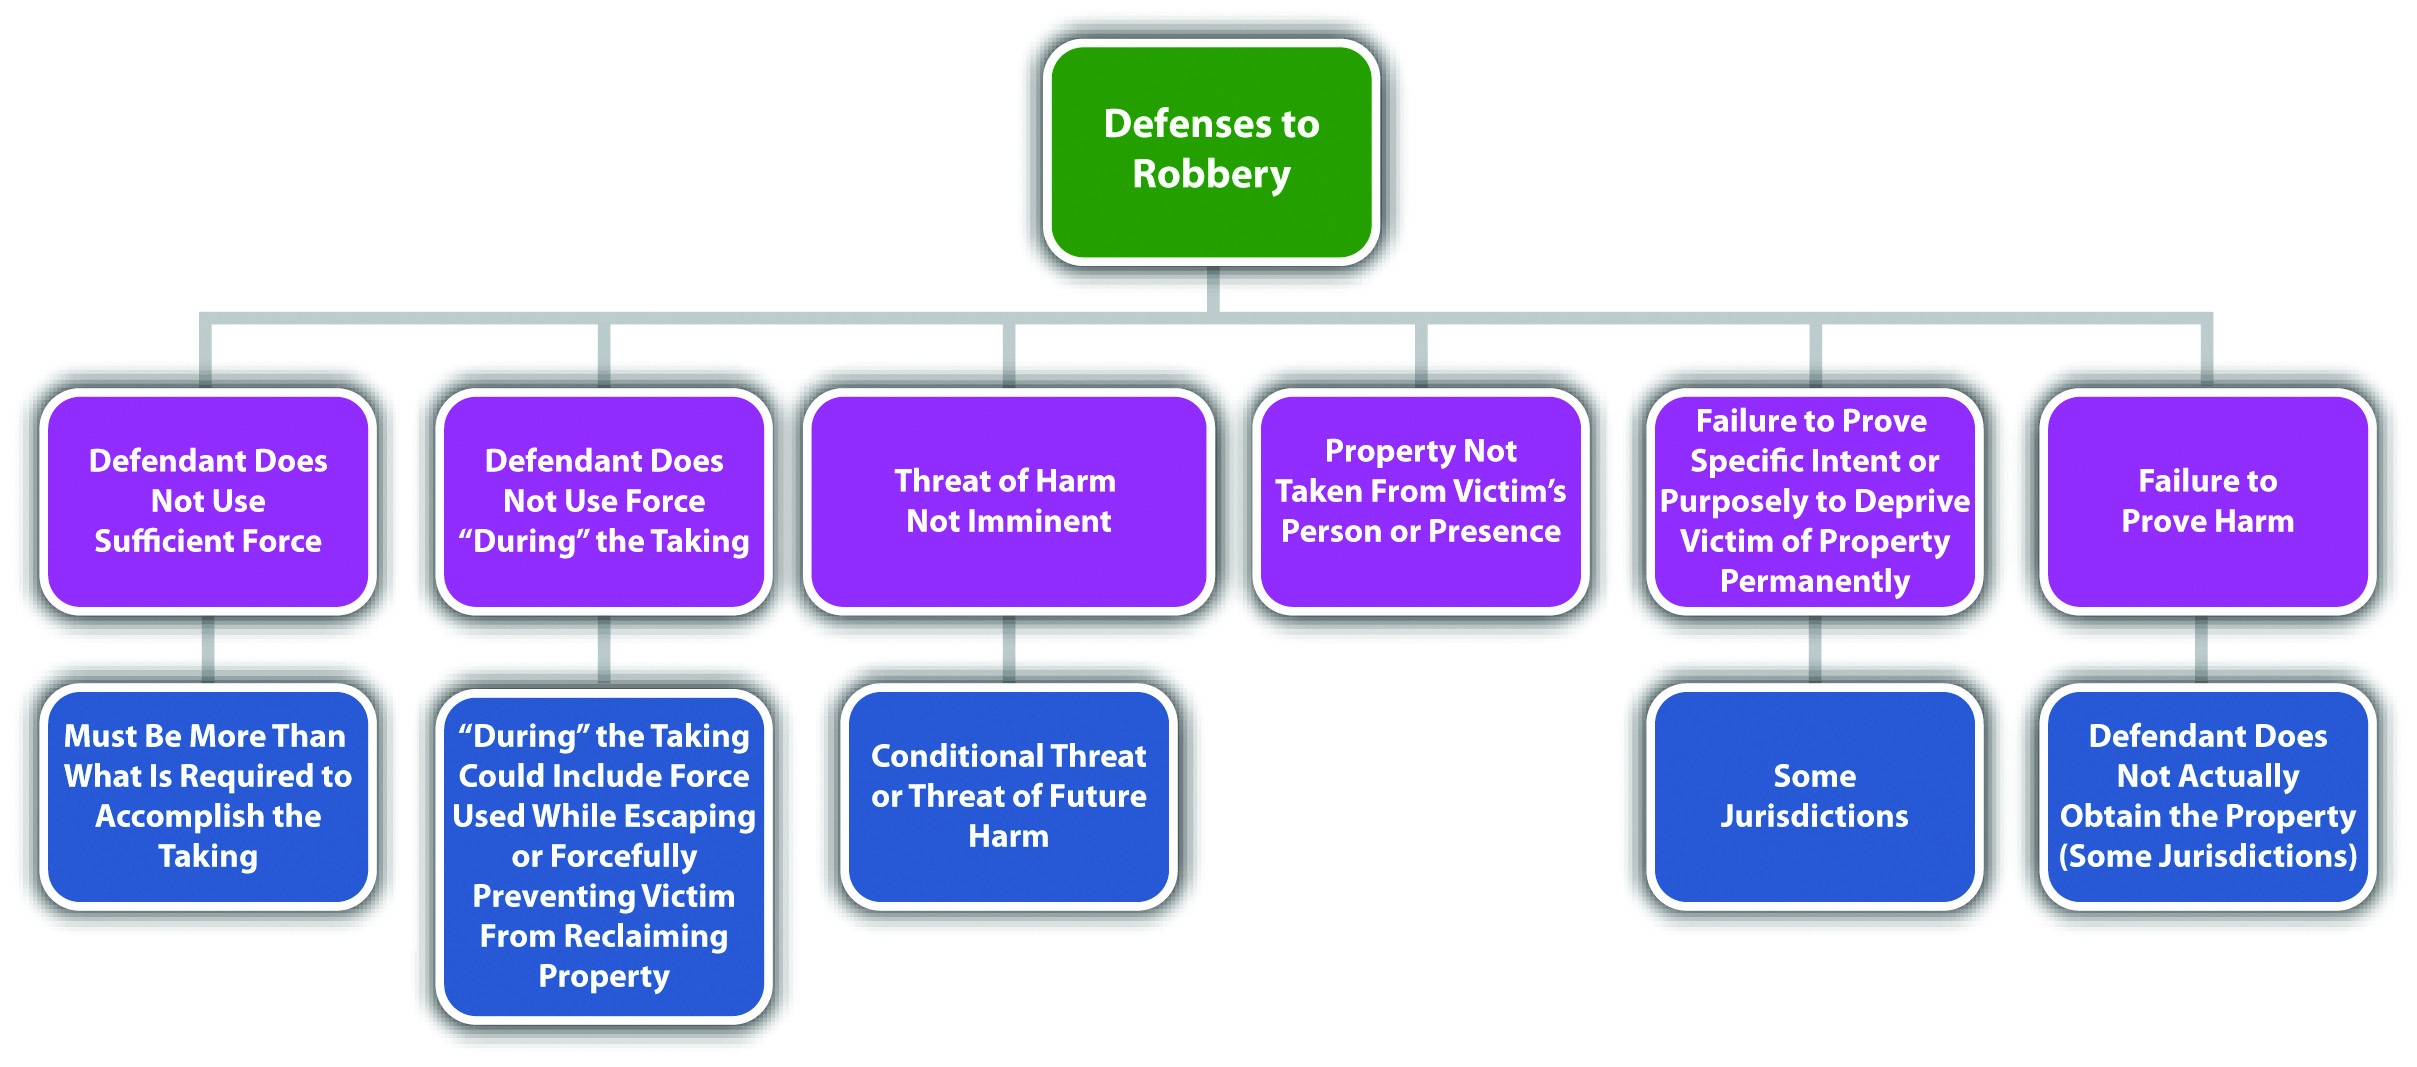 Defenses to
Robbery
Defendant Does
Not Use
Sufficient Force
Defendant Does
Not Use Force
“During” the Taking
Threat of Harm
Not Imminent
Property Not
Taken From Victim’s
Person or Presence
Failure to Prove
Specific Intent or
Purposely to Deprive
Victim of Property
Permanently
Failure to
Prove Harm
Must Be More Than
What Is Required to
Accomplish the
Taking
“During” the Taking
Could Include Force
Used While Escaping
or Forcefully
Preventing Victim
From Reclaiming
Property
Conditional Threat
or Threat of Future
Harm
Some
Jurisdictions
Defendant Does
Not Actually
Obtain the Property
(Some Jurisdictions)